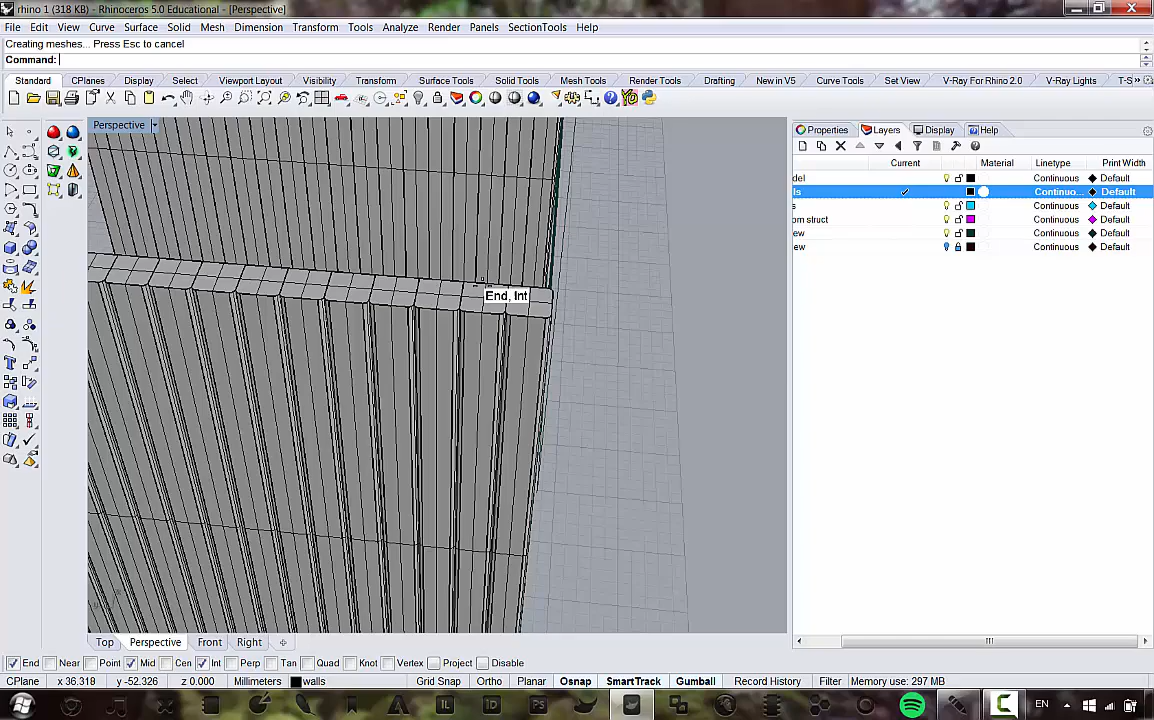 rhino 1 (318 KB) - Rhinoceros 5.0 Educational - [Perspective]
File Edit View Curve Surface Solid Mesh Dimension Transform Tools Analyze Render Panels SectionTools Help
Creating meshes... Press Esc to cancel
Command:
Standard CPlanes Display Select Viewport Layout Visibility Transform Surface Tools Solid Tools Mesh Tools Render Tools Drafting New in V5 Curve Tools Set View V-Ray For Rhino 2.0 V-Ray Lights T-S »
Perspective
Properties Layers Display Help
Current Material Linetype Print Width
del Continuous Default
ls Continuo... Default
s Continuous Default
om struct Continuous Default
ew Continuous Default
ew Continuous Default
End, Int
Top Perspective Front Right
End Near Point Mid Cen Int Perp Tan Quad Knot Vertex Project Disable
CPlane x 36.318 y -52.326 z 0.000 Millimeters walls Grid Snap Ortho Planar Osnap SmartTrack Gumball Record History Filter Memory use: 297 MB
IL ID PS EN